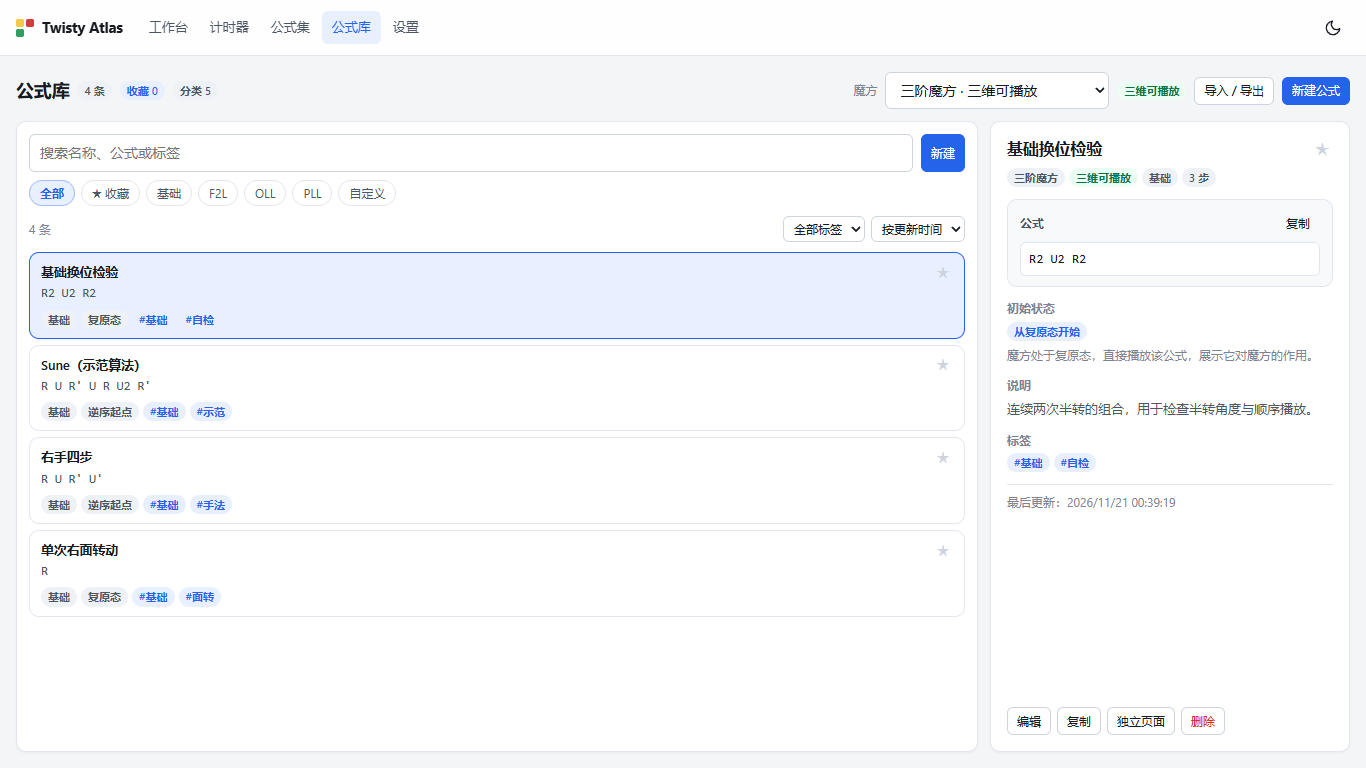 Twisty Atlas 工作台 计时器 公式集 公式库 设置
公式库 4 条 收藏 0 分类 5 魔方 三阶魔方 · 三维可播放 三维可播放 导入 / 导出 新建公式
搜索名称、公式或标签 新建
全部 ★ 收藏 基础 F2L OLL PLL 自定义
4 条 全部标签 按更新时间
基础换位检验 ★
R2 U2 R2
基础 复原态 #基础 #自检
Sune（示范算法） ★
R U R' U R U2 R'
基础 逆序起点 #基础 #示范
右手四步 ★
R U R' U'
基础 逆序起点 #基础 #手法
单次右面转动 ★
R
基础 复原态 #基础 #面转
基础换位检验 ★
三阶魔方 三维可播放 基础 3 步
公式 复制
R2 U2 R2
初始状态
从复原态开始
魔方处于复原态，直接播放该公式，展示它对魔方的作用。
说明
连续两次半转的组合，用于检查半转角度与顺序播放。
标签
#基础 #自检
最后更新：2026/11/21 00:39:19
编辑 复制 独立页面 删除